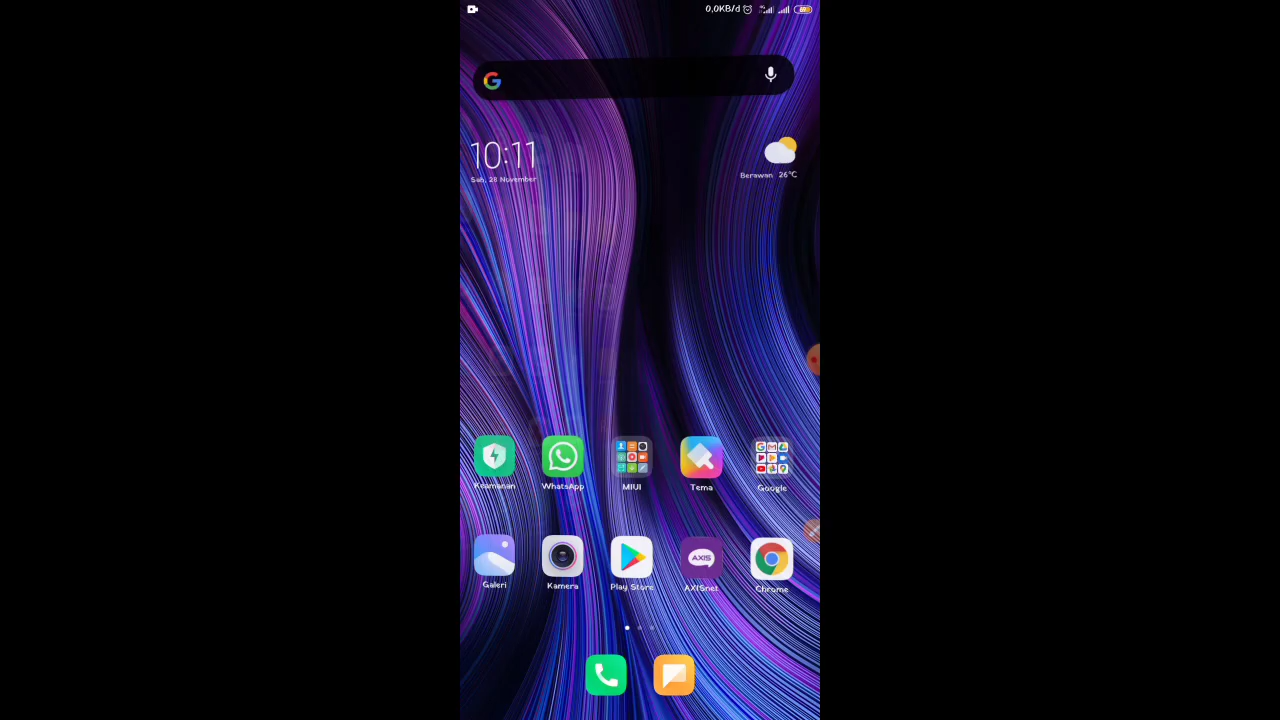 0,0KB/d
10:11
Sab, 28 November
Berawan 26°C
Keamanan
WhatsApp
MIUI
Tema
Google
Galeri
Kamera
Play Store
AXIS
AXISnet
Chrome